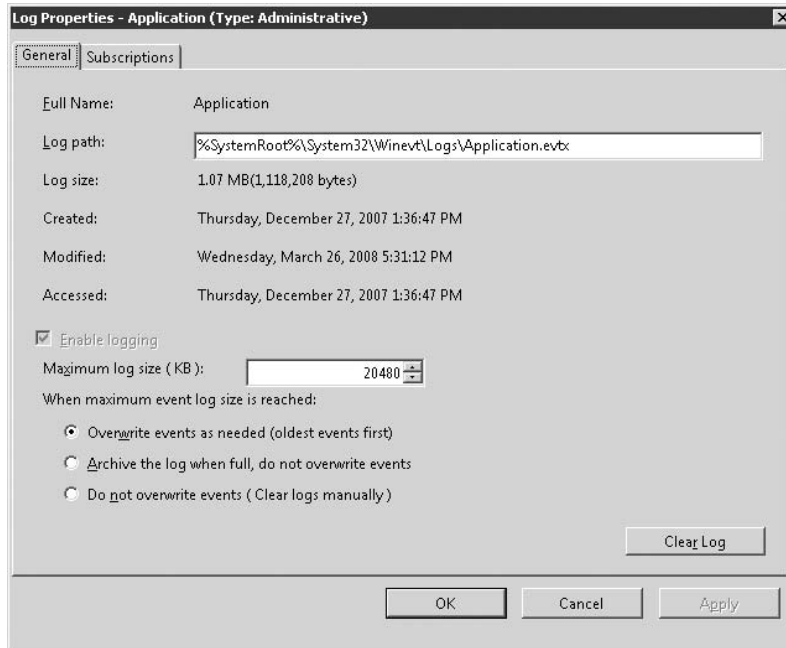 Log Properties - Application (Type: Administrative)
General Subscriptions
Full Name: Application
Log path: %SystemRoot%\System32\Winevt\Logs\Application.evtx
Log size: 1.07 MB(1,118,208 bytes)
Created: Thursday, December 27, 2007 1:36:47 PM
Modified: Wednesday, March 26, 2008 5:31:12 PM
Accessed: Thursday, December 27, 2007 1:36:47 PM
Enable logging
Maximum log size ( KB ): 20480
When maximum event log size is reached:
Overwrite events as needed (oldest events first)
Archive the log when full, do not overwrite events
Do not overwrite events ( Clear logs manually )
Clear Log
OK Cancel Apply